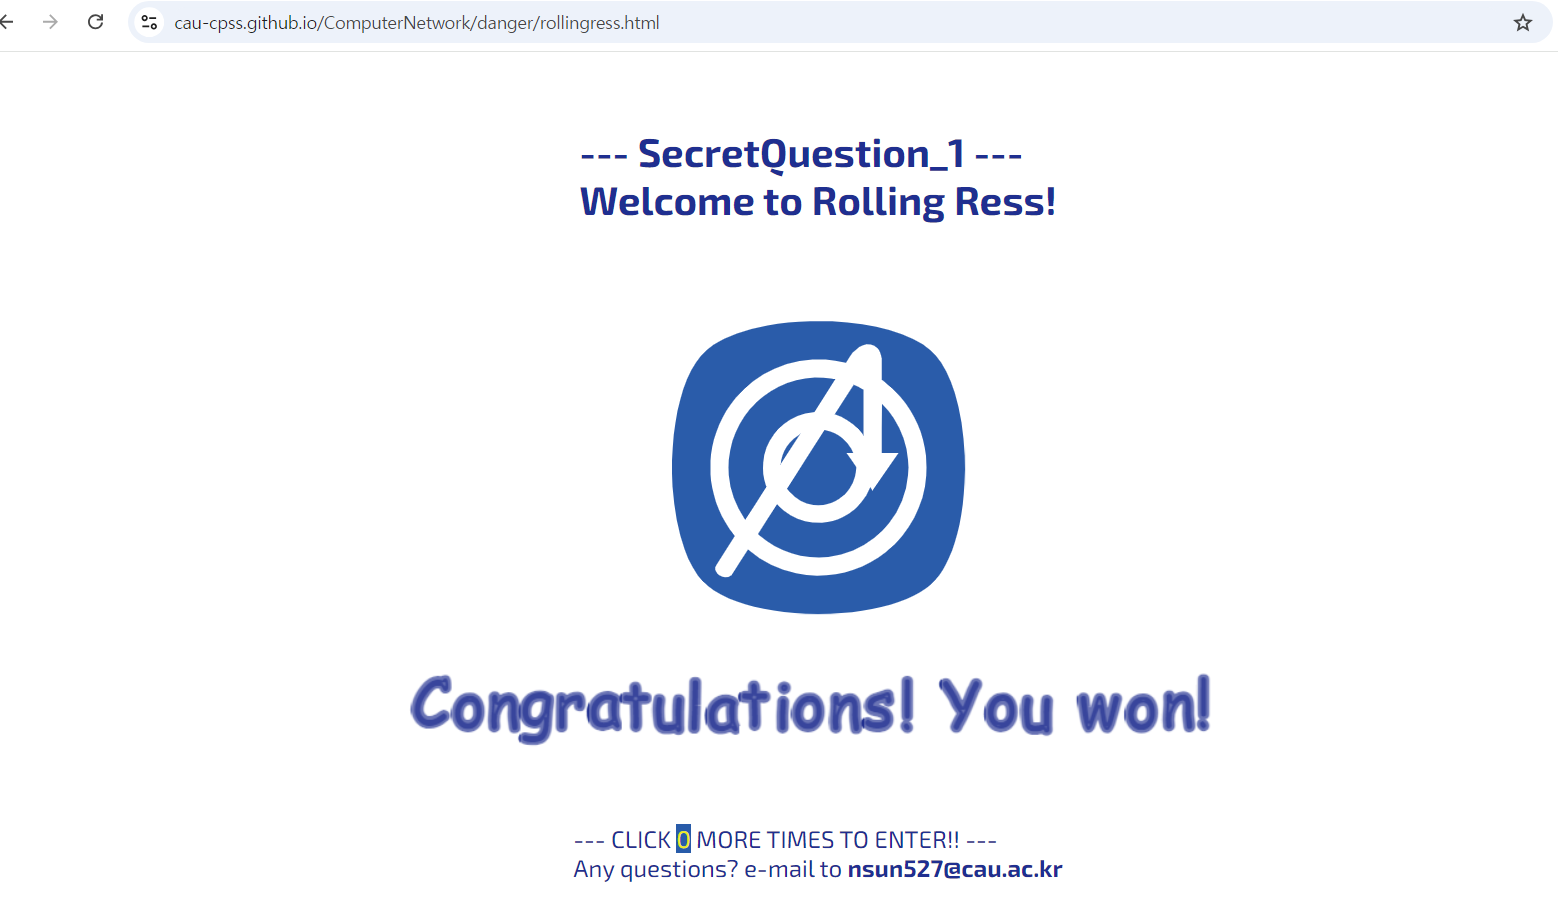 cau-cpss.github.io/ComputerNetwork/danger/rollingress.html
--- SecretQuestion_1 ---
Welcome to Rolling Ress!
Congratulations! You won!
--- CLICK 0 MORE TIMES TO ENTER!! ---
Any questions? e-mail to nsun527@cau.ac.kr